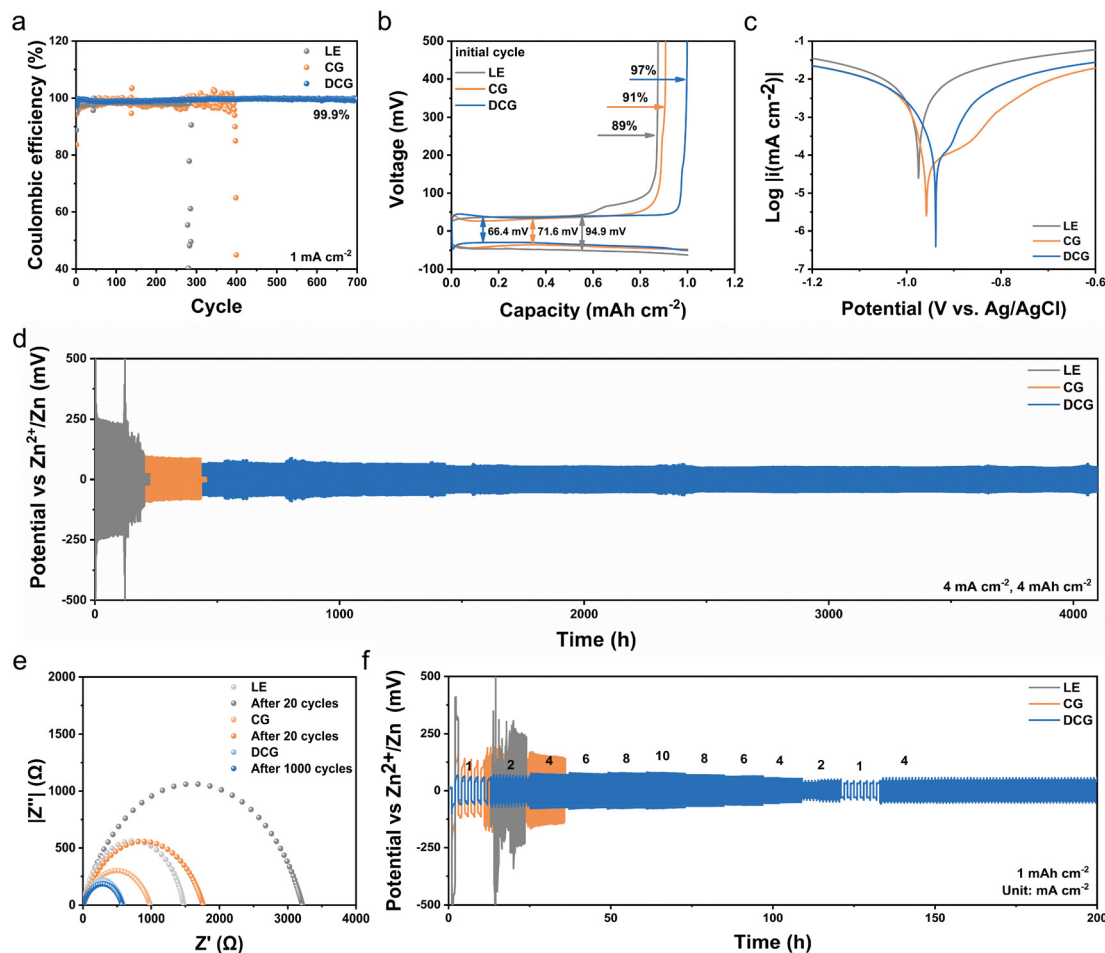 a
Coulombic efficiency (%)
120
100
80
60
40
LE
CG
DCG
99.9%
1 mA cm-2
0 100 200 300 400 500 600 700
Cycle
b
Voltage (mV)
500
400
300
200
100
0
-100
initial cycle
LE
CG
DCG
97%
91%
89%
66.4 mV 71.6 mV 94.9 mV
0.0 0.2 0.4 0.6 0.8 1.0 1.2
Capacity (mAh cm-2)
c
Log |i(mA cm-2)|
-1
-2
-3
-4
-5
-6
-7
LE
CG
DCG
-1.2 -1.0 -0.8 -0.6
Potential (V vs. Ag/AgCl)
d
Potential vs Zn2+/Zn (mV)
500
250
0
-250
-500
LE
CG
DCG
4 mA cm-2, 4 mAh cm-2
0 1000 2000 3000 4000
Time (h)
e
|Z''| (Ω)
2000
1500
1000
500
0
LE
After 20 cycles
CG
After 20 cycles
DCG
After 1000 cycles
0 1000 2000 3000 4000
Z' (Ω)
f
Potential vs Zn2+/Zn (mV)
500
250
0
-250
-500
LE
CG
DCG
1 2 4 6 8 10 8 6 4 2 1 4
1 mAh cm-2
Unit: mA cm-2
0 50 100 150 200
Time (h)